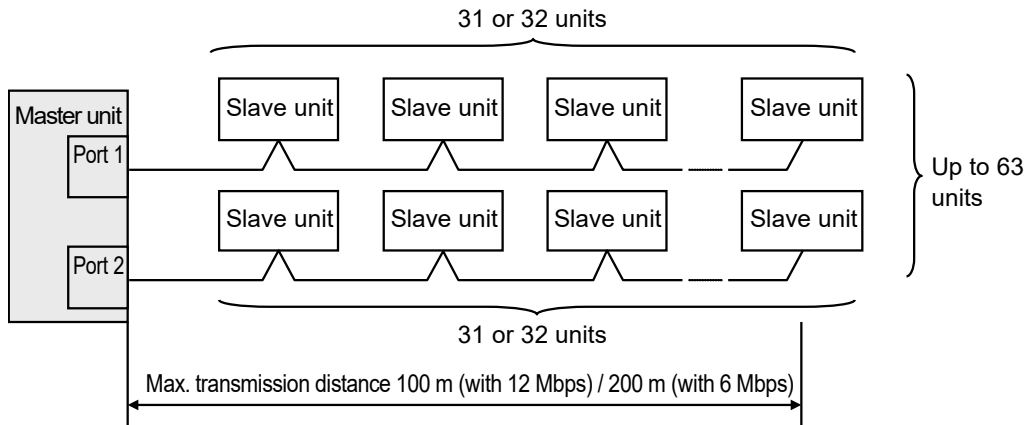 31 or 32 units
Master unit
Port 1
Slave unit
Slave unit
Slave unit
Slave unit
Up to 63
units
Port 2
Slave unit
Slave unit
Slave unit
Slave unit
31 or 32 units
Max. transmission distance 100 m (with 12 Mbps) / 200 m (with 6 Mbps)